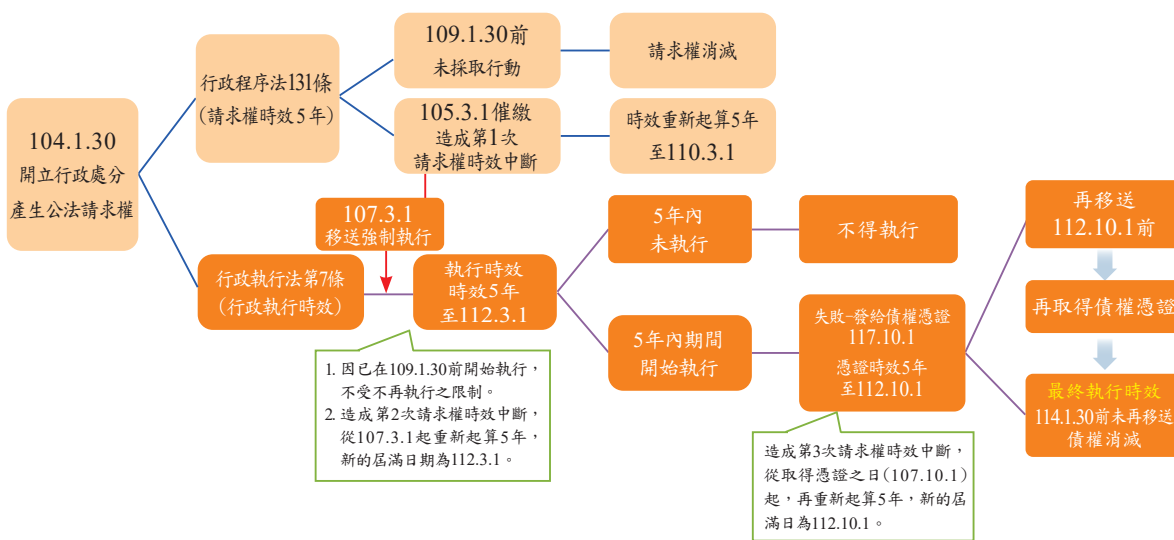 104.1.30
開立行政處分
產生公法請求權
行政程序法131條
(請求權時效5年)
109.1.30前
未採取行動
請求權消滅
105.3.1催繳
造成第1次
請求權時效中斷
時效重新起算5年
至110.3.1
107.3.1
移送強制執行
行政執行法第7條
(行政執行時效)
執行時效
時效5年
至112.3.1
1. 因已在109.1.30前開始執行，
不受不再執行之限制。
2. 造成第2次請求權時效中斷，
從107.3.1起重新起算5年，
新的屆滿日期為112.3.1。
5年內
未執行
不得執行
5年內期間
開始執行
失敗-發給債權憑證
117.10.1
憑證時效5年
至112.10.1
造成第3次請求權時效中斷，
從取得憑證之日(107.10.1)
起，再重新起算5年，新的屆
滿日為112.10.1。
再移送
112.10.1前
再取得債權憑證
最終執行時效
114.1.30前未再移送
債權消滅